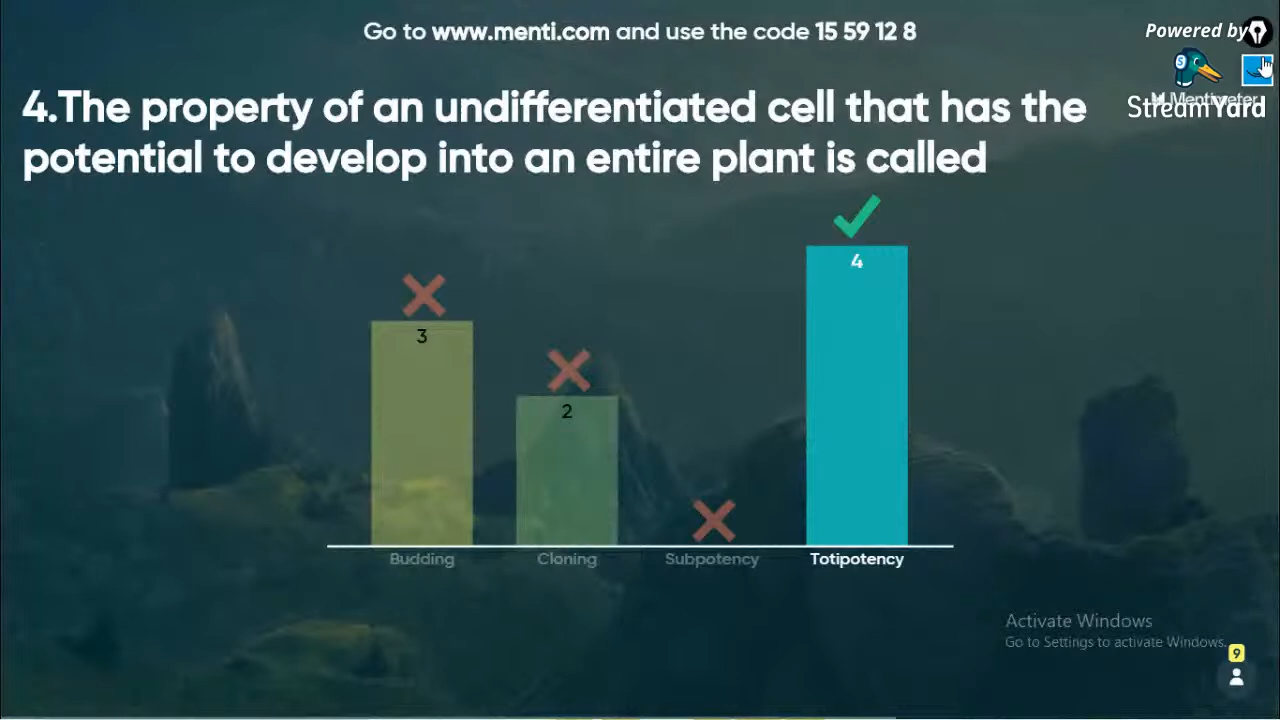 Go to www.menti.com and use the code 15 59 12 8
Powered by
Mentimeter
StreamYard
4.The property of an undifferentiated cell that has the
potential to develop into an entire plant is called
4
3
2
Budding
Cloning
Subpotency
Totipotency
Activate Windows
Go to Settings to activate Windows.
9